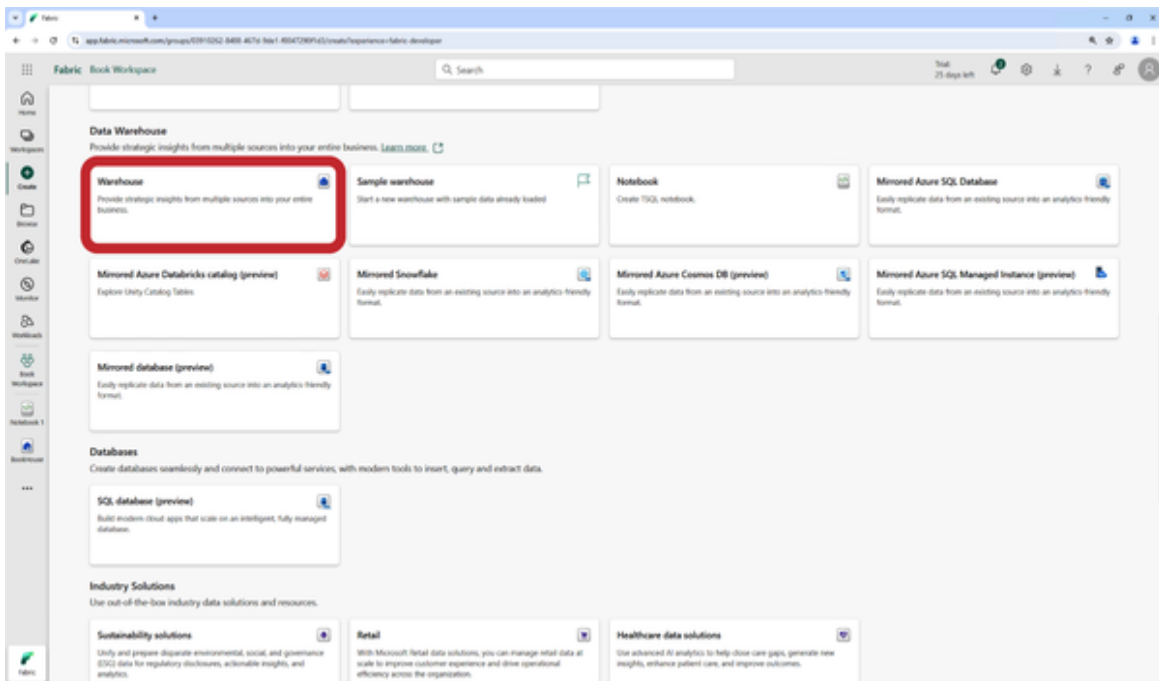 Fabric
app.fabric.microsoft.com/groups/
Fabric Book Workspace
Search
Trial:
25 days left
Home
Workspaces
Create
Browse
OneLake
Monitor
Workloads
Book
Workspace
Notebook 1
BookHouse
Fabric
Data Warehouse
Provide strategic insights from multiple sources into your entire business. Learn more
Warehouse
Provide strategic insights from multiple sources into your entire
business.
Sample warehouse
Start a new warehouse with sample data already loaded
Notebook
Create TSQL notebook.
Mirrored Azure SQL Database
Easily replicate data from an existing source into an analytics-friendly
format.
Mirrored Azure Databricks catalog (preview)
Explore Unity Catalog Tables
Mirrored Snowflake
Easily replicate data from an existing source into an analytics-friendly
format.
Mirrored Azure Cosmos DB (preview)
Easily replicate data from an existing source into an analytics-friendly
format.
Mirrored Azure SQL Managed Instance (preview)
Easily replicate data from an existing source into an analytics-friendly
format.
Mirrored database (preview)
Easily replicate data from an existing source into an analytics-friendly
format.
Databases
Create databases seamlessly and connect to powerful services, with modern tools to insert, query and extract data.
SQL database (preview)
Build modern cloud apps that scale on an intelligent, fully managed
database.
Industry Solutions
Use out-of-the-box industry data solutions and resources.
Sustainability solutions
Unify and prepare disparate environmental, social, and governance
(ESG) data for regulatory disclosures, actionable insights, and
analytics.
Retail
With Microsoft Retail data solutions, you can manage retail data at
scale to improve customer experience and drive operational
efficiency across the organization.
Healthcare data solutions
Use advanced AI analytics to help close care gaps, generate new
insights, enhance patient care, and improve outcomes.